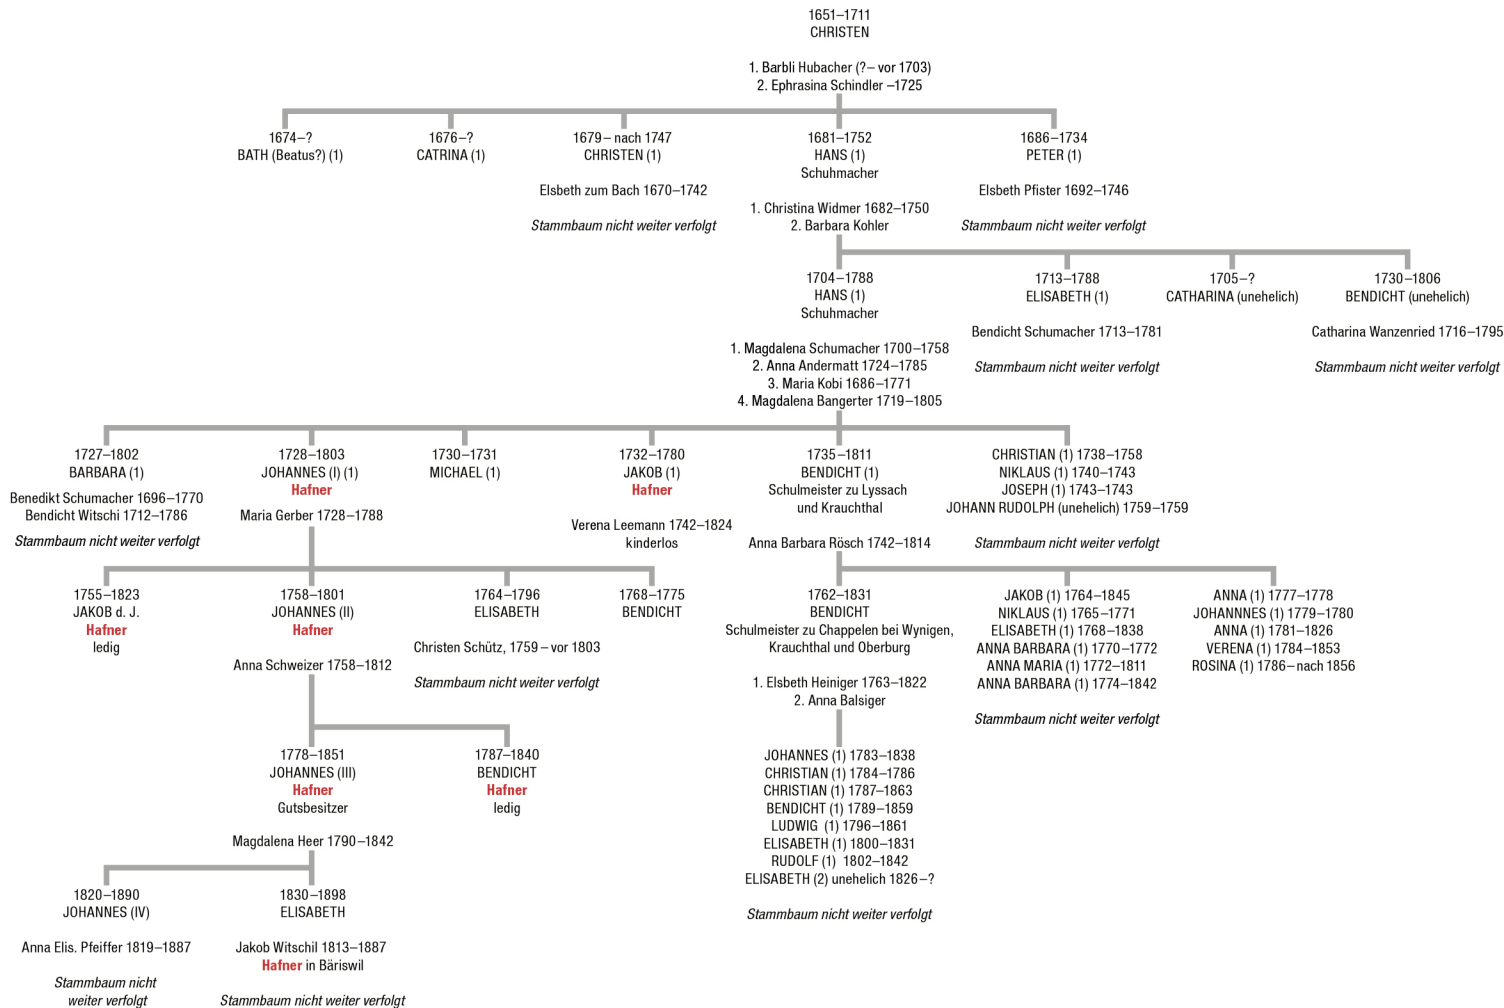 1651–1711
CHRISTEN
1. Barbli Hubacher (?– vor 1703)
2. Ephrasina Schindler –1725
1674–?
BATH (Beatus?) (1)
1676–?
CATRINA (1)
1679– nach 1747
CHRISTEN (1)
Elsbeth zum Bach 1670–1742
Stammbaum nicht weiter verfolgt
1681–1752
HANS (1)
Schuhmacher
1. Christina Widmer 1682–1750
2. Barbara Kohler
1686–1734
PETER (1)
Elsbeth Pfister 1692–1746
Stammbaum nicht weiter verfolgt
1704–1788
HANS (1)
Schuhmacher
1. Magdalena Schumacher 1700–1758
2. Anna Andermatt 1724–1785
3. Maria Kobi 1686–1771
4. Magdalena Bangerter 1719–1805
1713–1788
ELISABETH (1)
Bendicht Schumacher 1713–1781
Stammbaum nicht weiter verfolgt
1705–?
CATHARINA (unehelich)
1730–1806
BENDICHT (unehelich)
Catharina Wanzenried 1716–1795
Stammbaum nicht weiter verfolgt
1727–1802
BARBARA (1)
Benedikt Schumacher 1696–1770
Bendicht Witschi 1712–1786
Stammbaum nicht weiter verfolgt
1728–1803
JOHANNES (I) (1)
Hafner
Maria Gerber 1728–1788
1730–1731
MICHAEL (1)
1732–1780
JAKOB (1)
Hafner
Verena Leemann 1742–1824
kinderlos
1735–1811
BENDICHT (1)
Schulmeister zu Lyssach
und Krauchthal
Anna Barbara Rösch 1742–1814
CHRISTIAN (1) 1738–1758
NIKLAUS (1) 1740–1743
JOSEPH (1) 1743–1743
JOHANN RUDOLPH (unehelich) 1759–1759
Stammbaum nicht weiter verfolgt
1755–1823
JAKOB d. J.
Hafner
ledig
1758–1801
JOHANNES (II)
Hafner
Anna Schweizer 1758–1812
1764–1796
ELISABETH
Christen Schütz, 1759 – vor 1803
Stammbaum nicht weiter verfolgt
1768–1775
BENDICHT
1762–1831
BENDICHT
Schulmeister zu Chappelen bei Wynigen,
Krauchthal und Oberburg
1. Elsbeth Heiniger 1763–1822
2. Anna Balsiger
JAKOB (1) 1764–1845
NIKLAUS (1) 1765–1771
ELISABETH (1) 1768–1838
ANNA BARBARA (1) 1770–1772
ANNA MARIA (1) 1772–1811
ANNA BARBARA (1) 1774–1842
Stammbaum nicht weiter verfolgt
ANNA (1) 1777–1778
JOHANNNES (1) 1779–1780
ANNA (1) 1781–1826
VERENA (1) 1784–1853
ROSINA (1) 1786– nach 1856
1778–1851
JOHANNES (III)
Hafner
Gutsbesitzer
Magdalena Heer 1790–1842
1787–1840
BENDICHT
Hafner
ledig
JOHANNES (1) 1783–1838
CHRISTIAN (1) 1784–1786
CHRISTIAN (1) 1787–1863
BENDICHT (1) 1789–1859
LUDWIG (1) 1796–1861
ELISABETH (1) 1800–1831
RUDOLF (1) 1802–1842
ELISABETH (2) unehelich 1826–?
Stammbaum nicht weiter verfolgt
1820–1890
JOHANNES (IV)
Anna Elis. Pfeiffer 1819–1887
Stammbaum nicht
weiter verfolgt
1830–1898
ELISABETH
Jakob Witschil 1813–1887
Hafner in Bäriswil
Stammbaum nicht weiter verfolgt